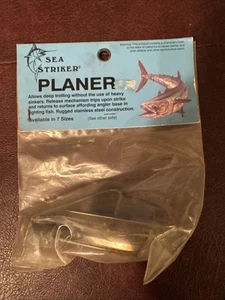 SEA
STRIKER®
PLANER
Allows deep trolling without the use of heavy
sinkers. Release mechanism trips upon strike
and returns to surface affording angler base in
fighting fish. Rugged stainless steel construction.
Available in 7 Sizes
(See other side)